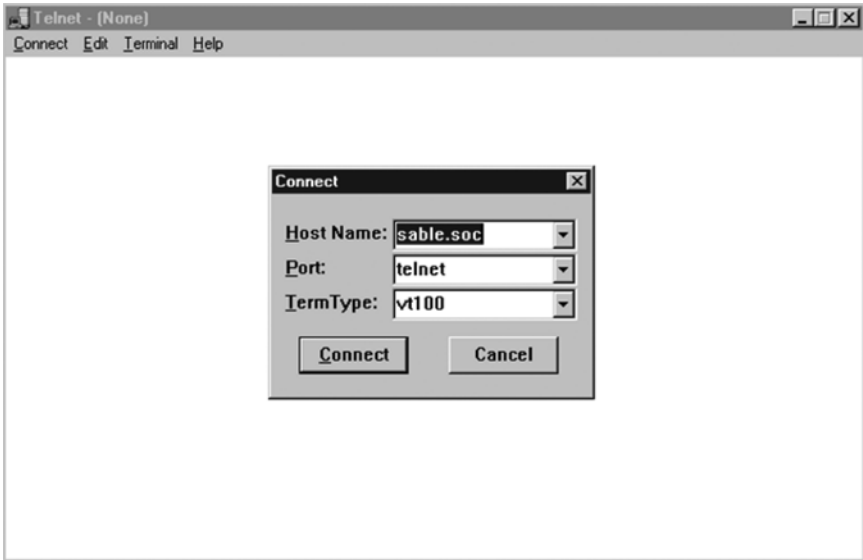 Telnet - (None)
Connect Edit Terminal Help
Connect
Host Name: sable.soc
Port: telnet
TermType: vt100
Connect Cancel